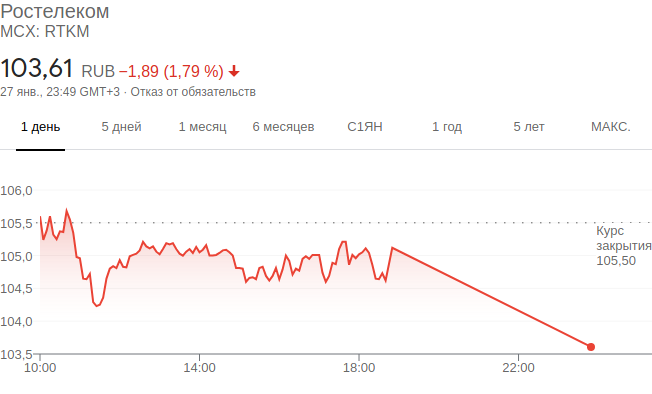 Ростелеком
MCX: RTKM
103,61 RUB −1,89 (1,79 %)
27 янв., 23:49 GMT+3 · Отказ от обязательств
1 день 5 дней 1 месяц 6 месяцев С1ЯН 1 год 5 лет МАКС.
106,0
105,5
Курс
закрытия
105,50
105,0
104,5
104,0
103,5
10:00 14:00 18:00 22:00